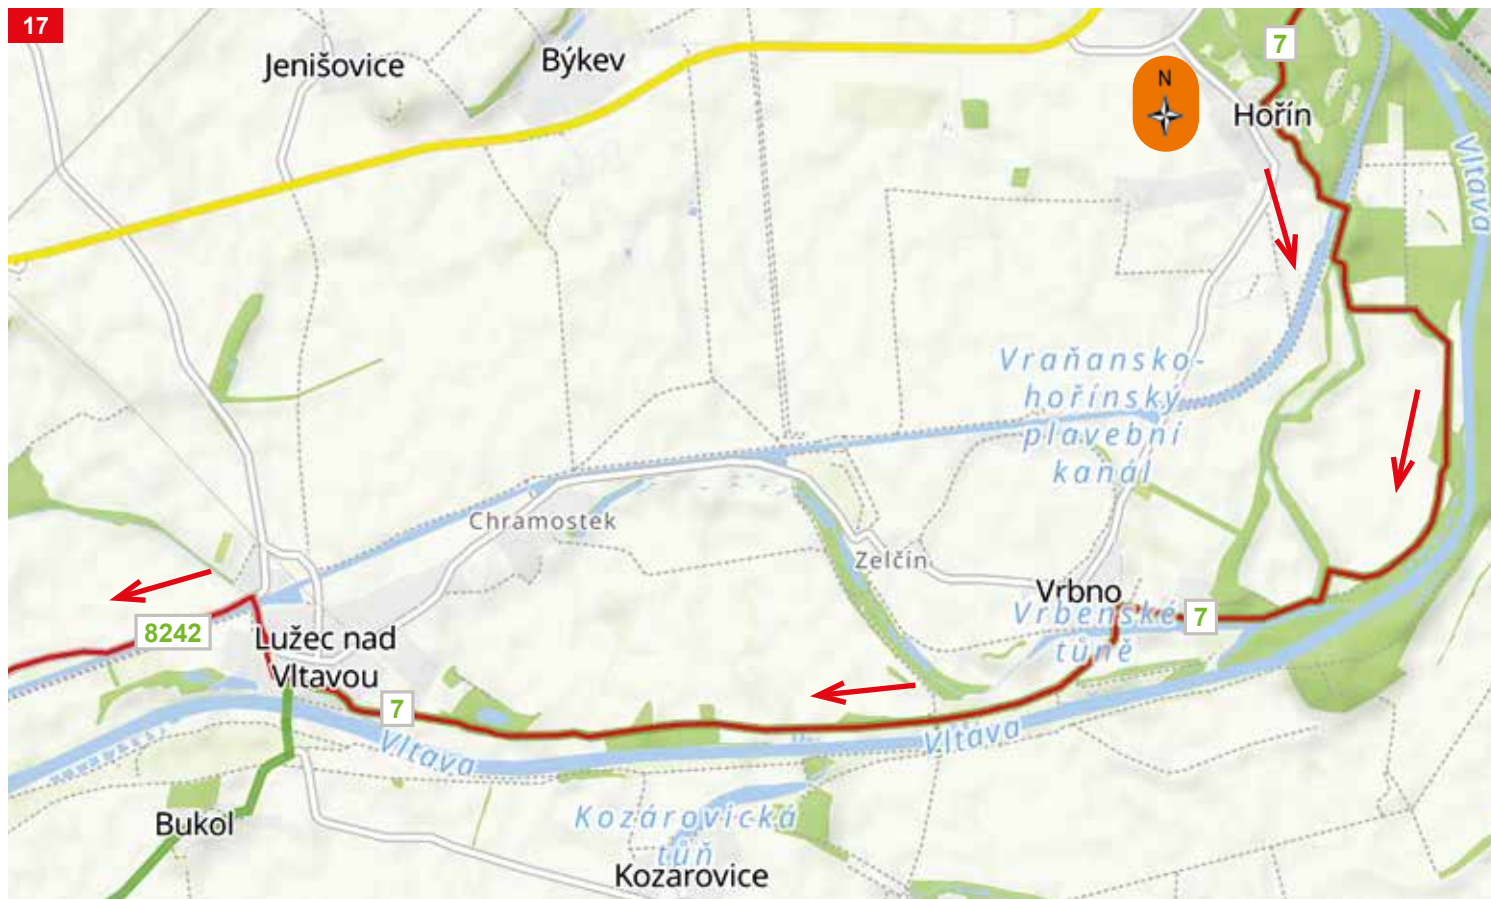 17
7
Jenišovice
Býkev
N
Hořín
Vltava
Vraňansko-
hořínský
plavební
kanál
Chramostek
Zelčín
Vrbno
Vrbenské
tůně
7
8242
Lužec nad
Vltavou
7
Vltava
Vltava
Bukol
Kozárovická
tůň
Kozárovice